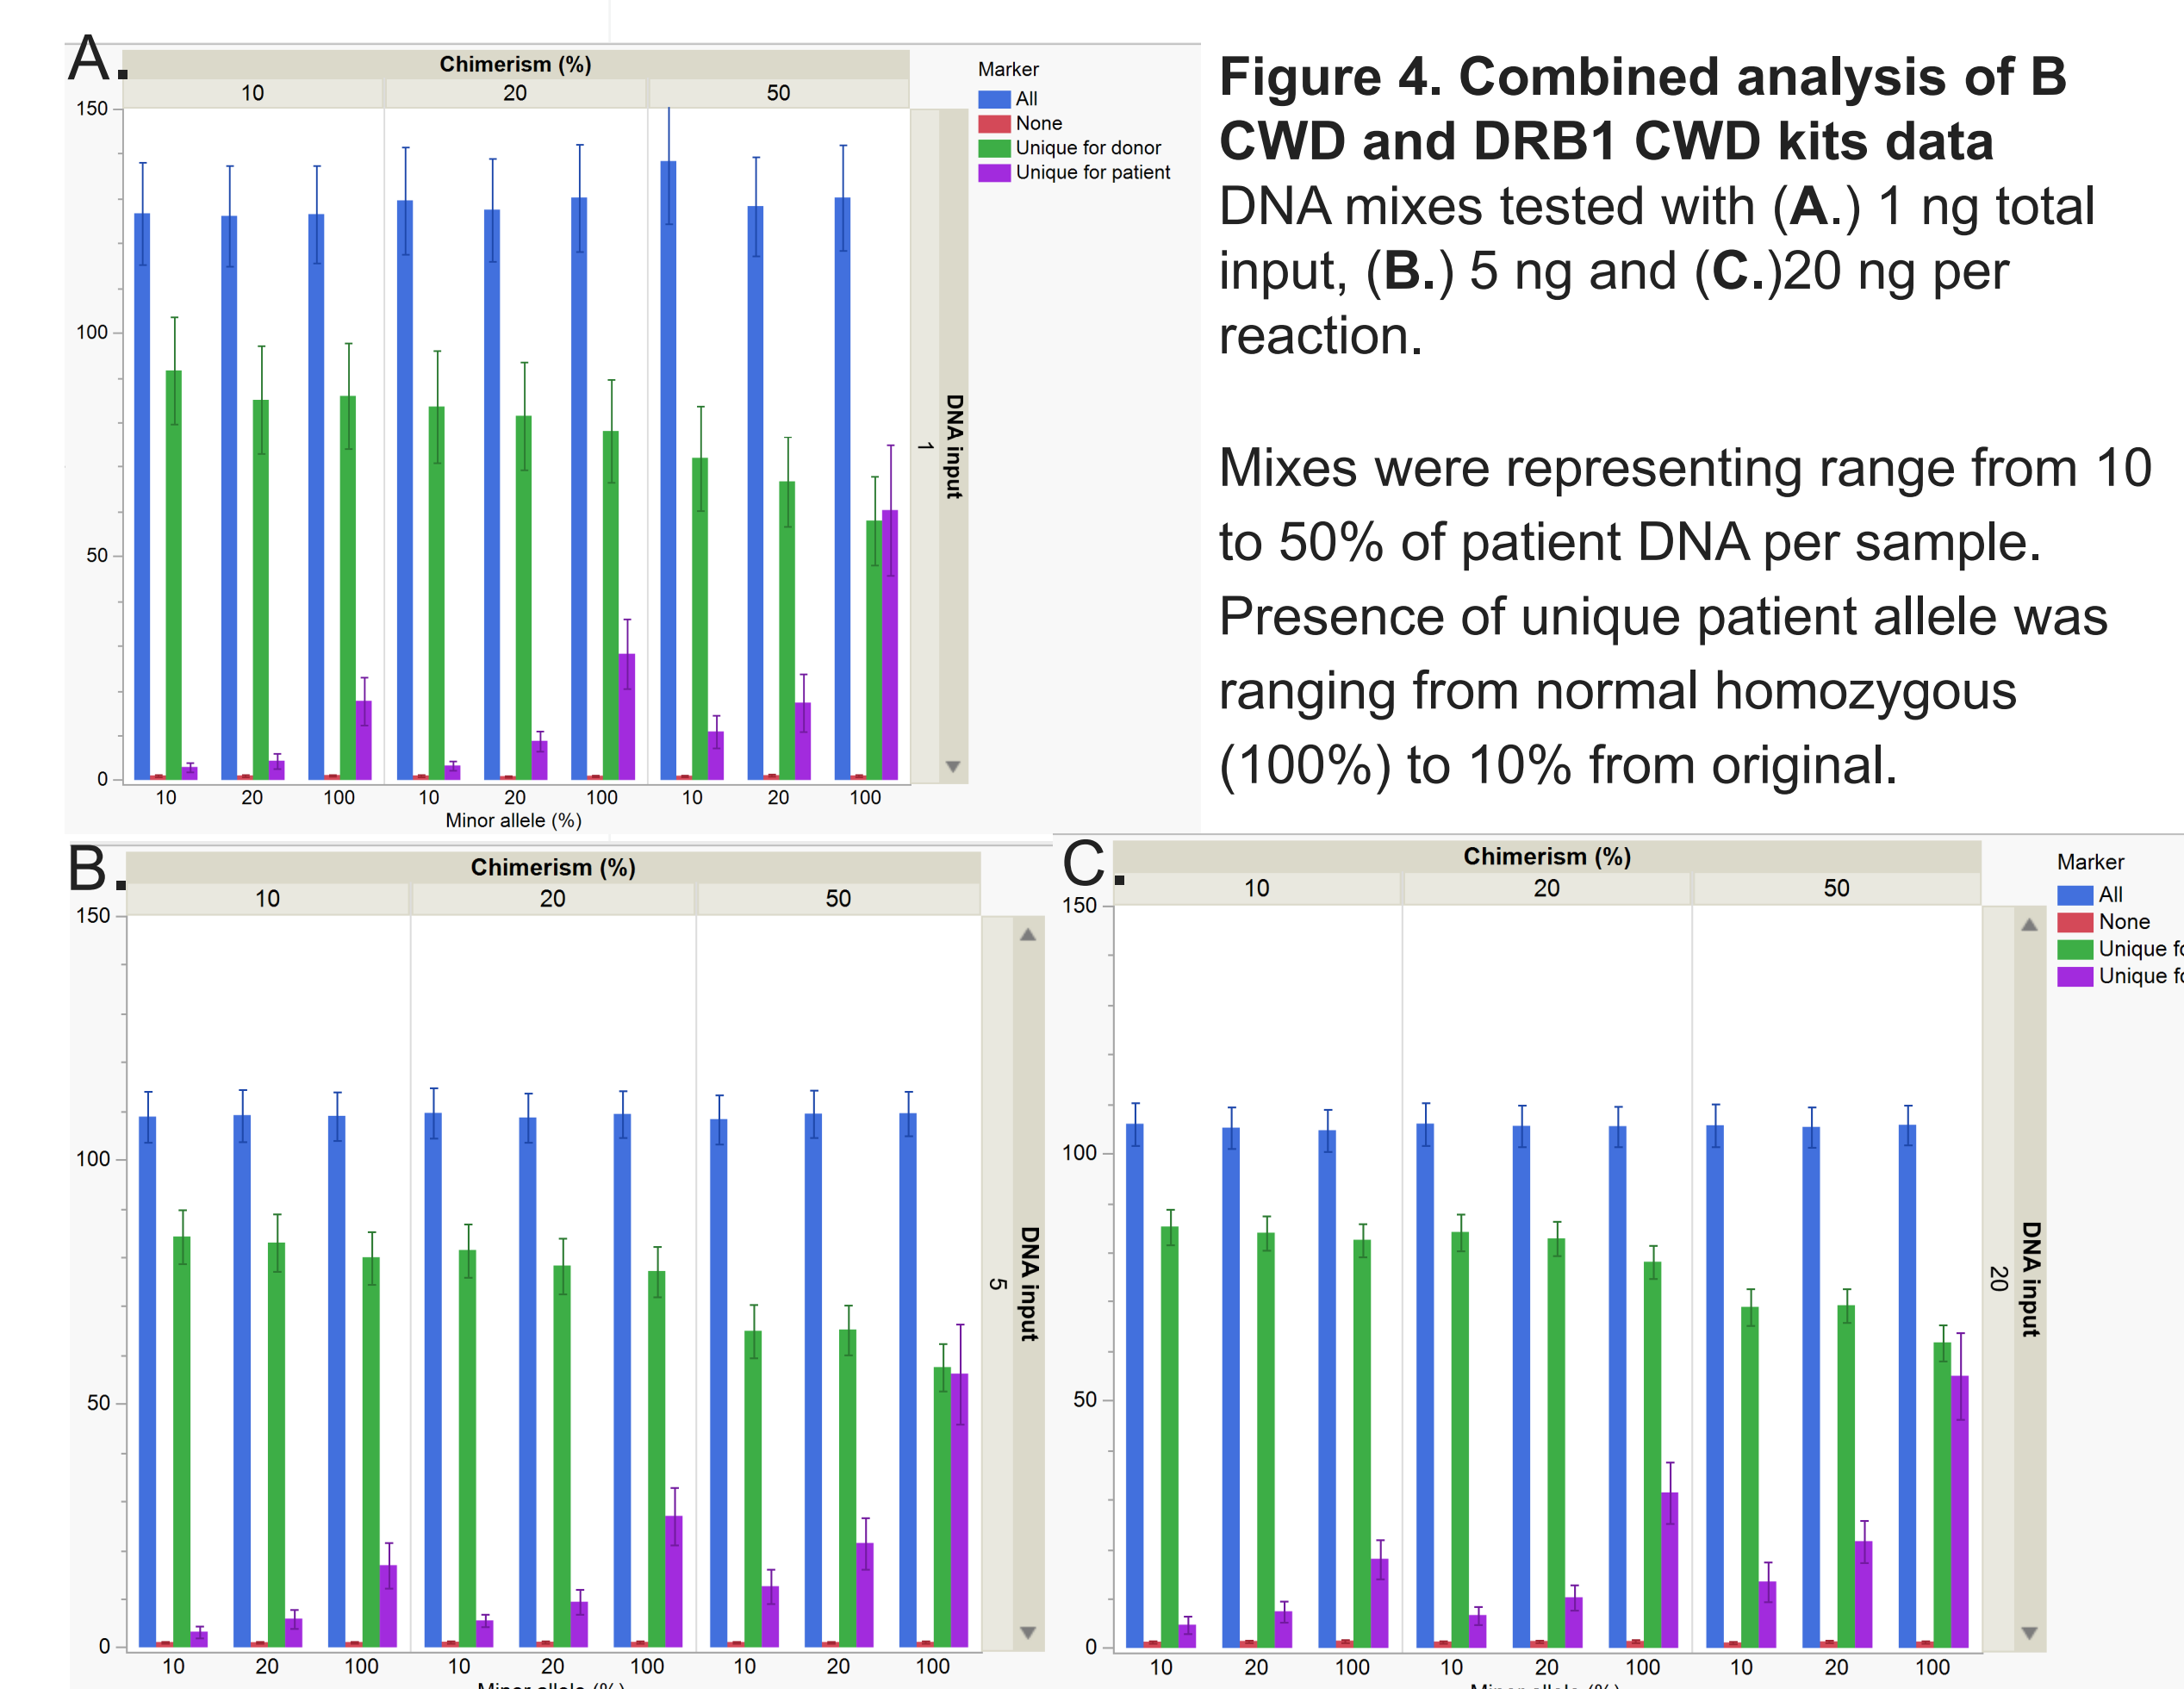 A.
Chimerism (%)
10 20 50
150
100
50
0
10 20 100 10 20 100 10 20 100
Minor allele (%)
1
DNA input
Marker
All
None
Unique for donor
Unique for patient
Figure 4. Combined analysis of B
CWD and DRB1 CWD kits data
DNA mixes tested with (A.) 1 ng total
input, (B.) 5 ng and (C.)20 ng per
reaction.
Mixes were representing range from 10
to 50% of patient DNA per sample.
Presence of unique patient allele was
ranging from normal homozygous
(100%) to 10% from original.
B.
Chimerism (%)
10 20 50
150
100
50
0
10 20 100 10 20 100 10 20 100
Minor allele (%)
5
DNA input
C.
Chimerism (%)
10 20 50
150
100
50
0
10 20 100 10 20 100 10 20 100
Minor allele (%)
20
DNA input
Marker
All
None
Unique
Unique